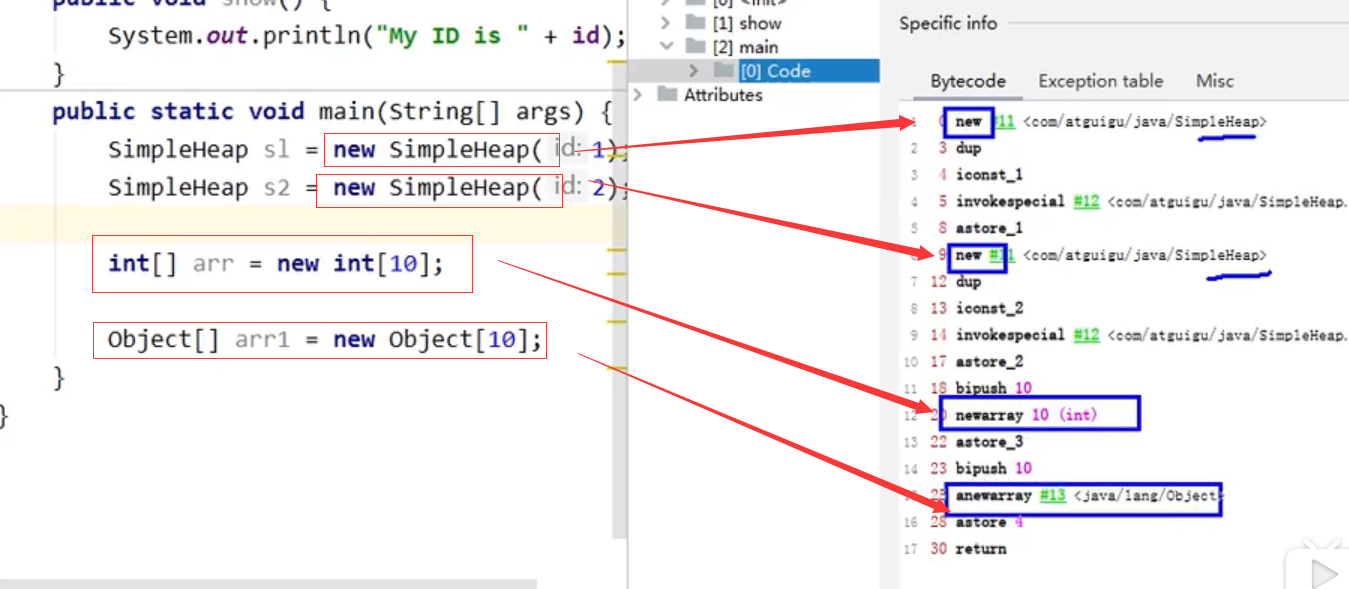 public void show() {
System.out.println("My ID is " + id);
}
public static void main(String[] args) {
SimpleHeap sl = new SimpleHeap( id: 1);
SimpleHeap s2 = new SimpleHeap( id: 2);
int[] arr = new int[10];
Object[] arr1 = new Object[10];
}
}
[0] <init>
[1] show
[2] main
[0] Code
Attributes
Specific info
Bytecode Exception table Misc
1 0 new #11 <com/atguigu/java/SimpleHeap>
2 3 dup
3 4 iconst_1
4 5 invokespecial #12 <com/atguigu/java/SimpleHeap.
5 8 astore_1
6 9 new #11 <com/atguigu/java/SimpleHeap>
7 12 dup
8 13 iconst_2
9 14 invokespecial #12 <com/atguigu/java/SimpleHeap.
10 17 astore_2
11 18 bipush 10
12 20 newarray 10 (int)
13 22 astore_3
14 23 bipush 10
15 25 anewarray #13 <java/lang/Object>
16 28 astore 4
17 30 return